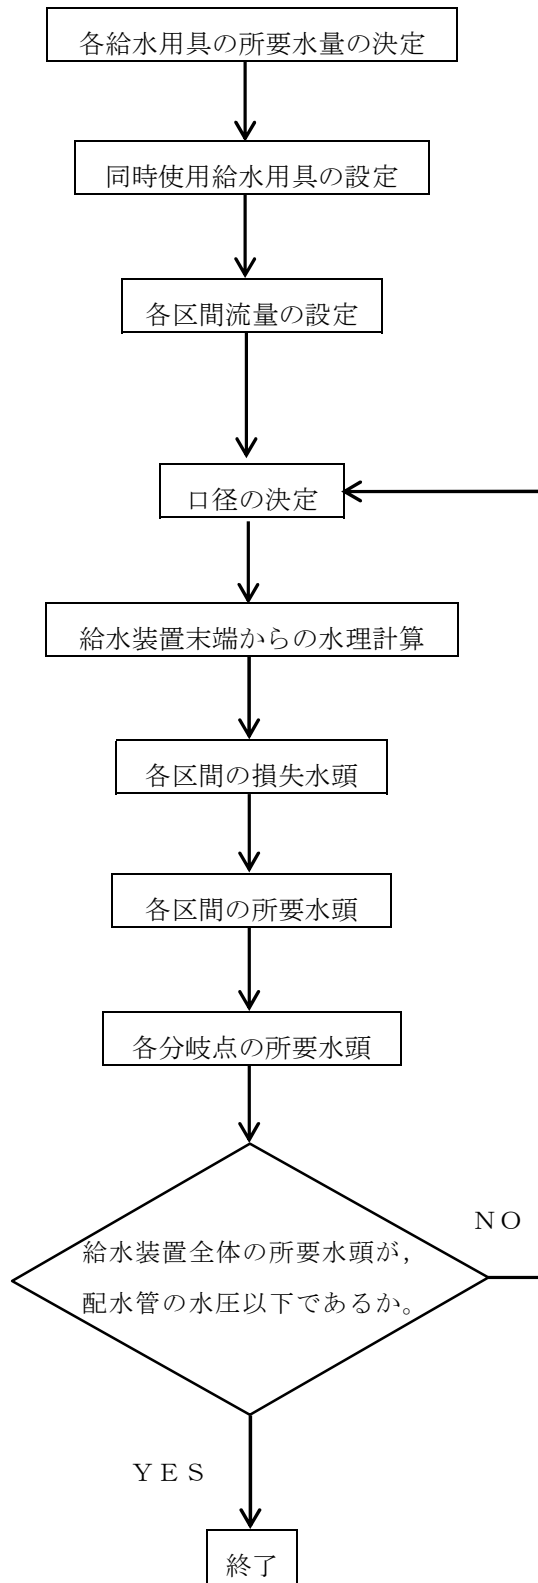 各給水用具の所要水量の決定
同時使用給水用具の設定
各区間流量の設定
口径の決定
給水装置末端からの水理計算
各区間の損失水頭
各区間の所要水頭
各分岐点の所要水頭
給水装置全体の所要水頭が，
配水管の水圧以下であるか。
ＮＯ
ＹＥＳ
終了